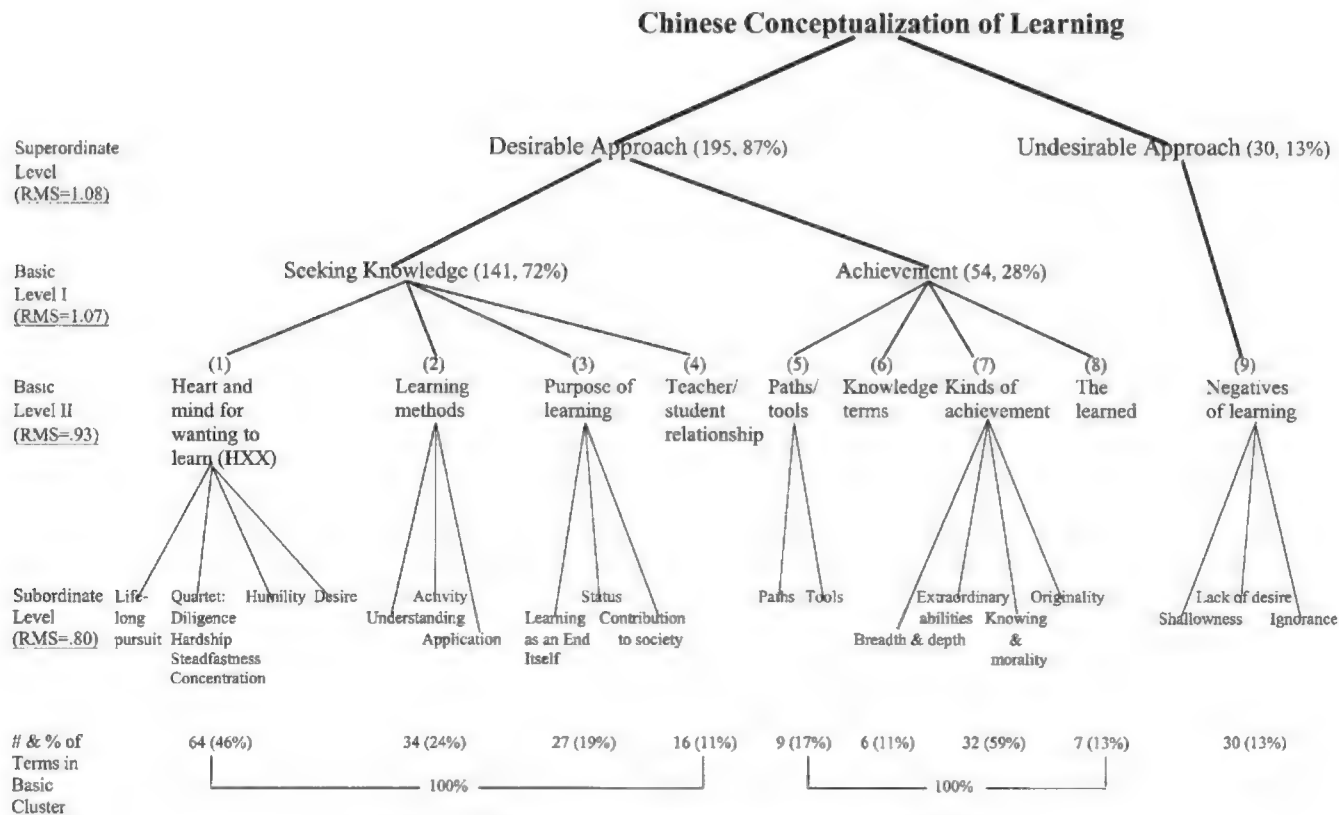 Chinese Conceptualization of Learning
Superordinate
Level
(RMS=1.08)
Desirable Approach (195, 87%)
Undesirable Approach (30, 13%)
Basic
Level I
(RMS=1.07)
Seeking Knowledge (141, 72%)
Achievement (54, 28%)
Basic
Level II
(RMS=.93)
(1)
Heart and
mind for
wanting to
learn (HXX)
(2)
Learning
methods
(3)
Purpose of
learning
(4)
Teacher/
student
relationship
(5)
Paths/
tools
(6)
Knowledge
terms
(7)
Kinds of
achievement
(8)
The
learned
(9)
Negatives
of learning
Subordinate
Level
(RMS=.80)
Life-
long
pursuit
Quartet:
Diligence
Hardship
Steadfastness
Concentration
Humility
Desire
Understanding
Activity
Application
Learning
as an End
Itself
Status
Contribution
to society
Paths
Tools
Breadth & depth
Extraordinary
abilities
Knowing
&
morality
Originality
Shallowness
Lack of desire
Ignorance
# & % of
Terms in
Basic
Cluster
64 (46%)
34 (24%)
27 (19%)
16 (11%)
9 (17%)
6 (11%)
32 (59%)
7 (13%)
30 (13%)
100%
100%